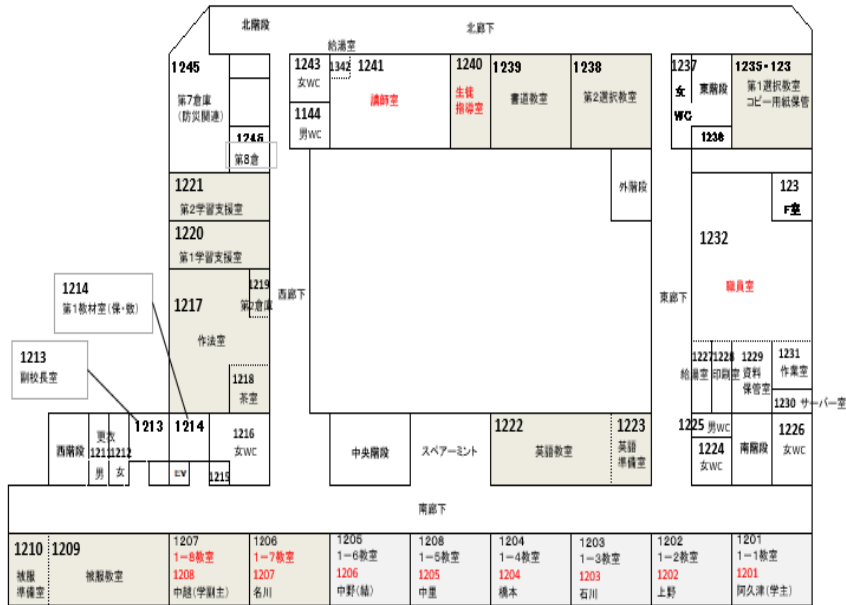 北階段
北廊下
給湯室
1245
第7倉庫
(防災関連)
1246
第8倉
1243
女WC
1342
1241
講師室
1240
生徒
指導室
1239
書道教室
1238
第2選択教室
1144
男WC
1237
女
WC
東階段
1236
1235・123
第1選択教室
コピー用紙保管
1221
第2学習支援室
外階段
123
F室
1220
第1学習支援室
1232
職員室
1214
第1教材室(保・数)
1217
作法室
1219
第2倉庫
西廊下
東廊下
1213
副校長室
1218
茶室
1227
給湯室
1228
印刷室
1229
資料
保管室
1231
作業室
1230 サーバー室
西階段
更衣
1211
男
1212
女
1213
1214
EV
1215
1216
女WC
中央階段
スペアーミント
1222
英語教室
1223
英語
準備室
1225 男WC
1224
女WC
南階段
1226
女WC
南廊下
1210
被服
準備室
1209
被服教室
1207
1-8教室
1208
中越(学副主)
1206
1-7教室
1207
名川
1205
1-6教室
1206
中野(結)
1208
1-5教室
1205
中里
1204
1-4教室
1204
橋本
1203
1-3教室
1203
石川
1202
1-2教室
1202
上野
1201
1-1教室
1201
阿久津(学主)